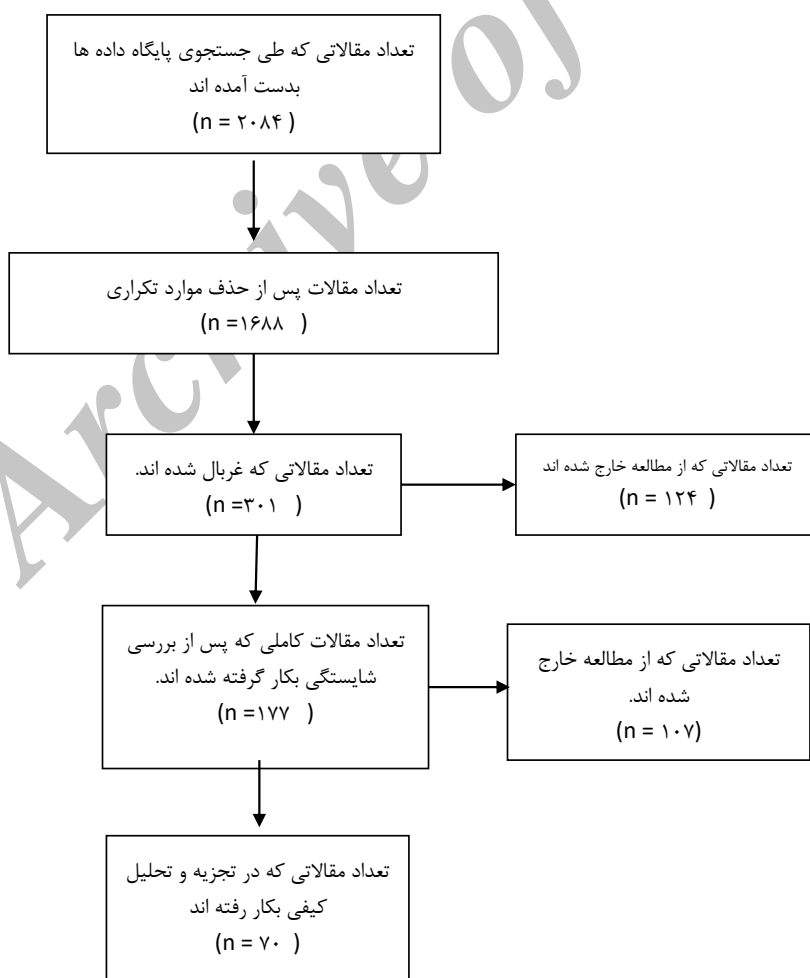 تعداد مقالاتی که طی جستجوی پایگاه داده ها
بدست آمده اند
(n = ۲۰۸۴ )
تعداد مقالات پس از حذف موارد تکراری
(n =۱۶۸۸ )
تعداد مقالاتی که غربال شده اند.
(n =۳۰۱ )
تعداد مقالاتی که از مطالعه خارج شده اند
(n = ۱۲۴ )
تعداد مقالات کاملی که پس از بررسی
شایستگی بکار گرفته شده اند.
(n =۱۷۷ )
تعداد مقالاتی که از مطالعه خارج
شده اند.
(n = ۱۰۷)
تعداد مقالاتی که در تجزیه و تحلیل
کیفی بکار رفته اند
(n = ۷۰ )
Archive of